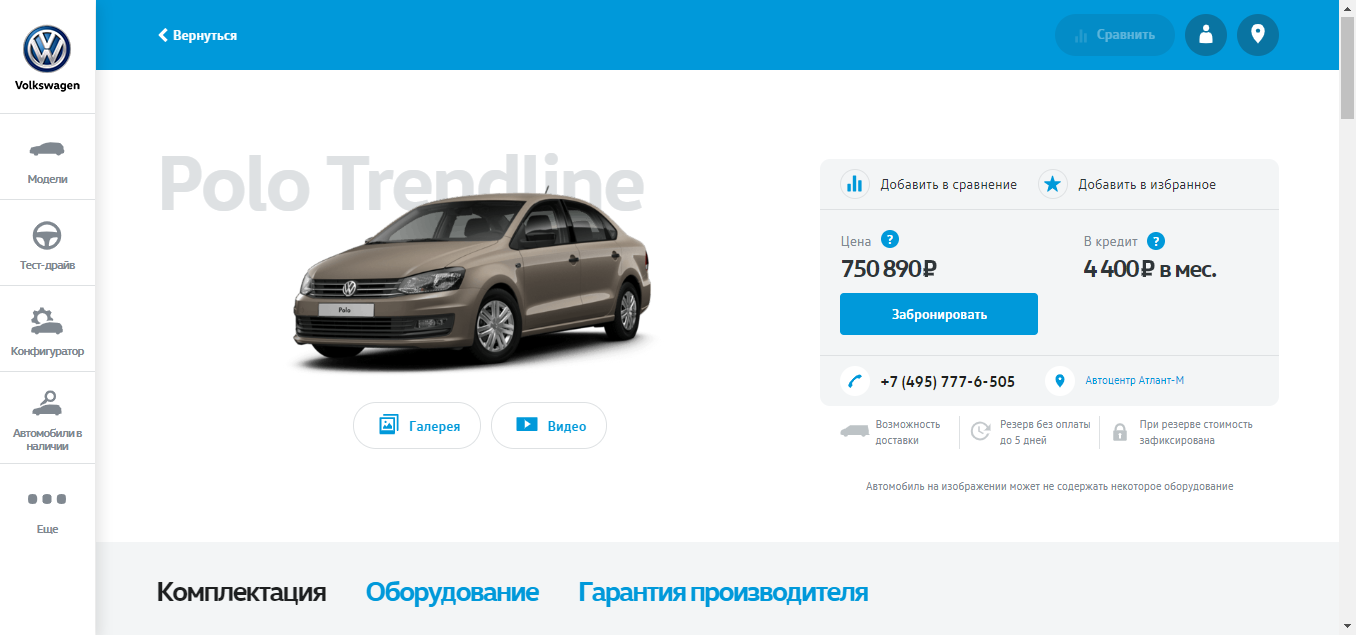 Volkswagen
Модели
Тест-драйв
Конфигуратор
Автомобили в
наличии
Еще
Вернуться
Сравнить
Polo Trendline
Polo
Галерея
Видео
Добавить в сравнение
Добавить в избранное
Цена ?
750 890 ₽
В кредит ?
4 400 ₽ в мес.
Забронировать
+7 (495) 777-6-505
Автоцентр Атлант-М
Возможность
доставки
Резерв без оплаты
до 5 дней
При резерве стоимость
зафиксирована
Автомобиль на изображении может не содержать некоторое оборудование
Комплектация
Оборудование
Гарантия производителя